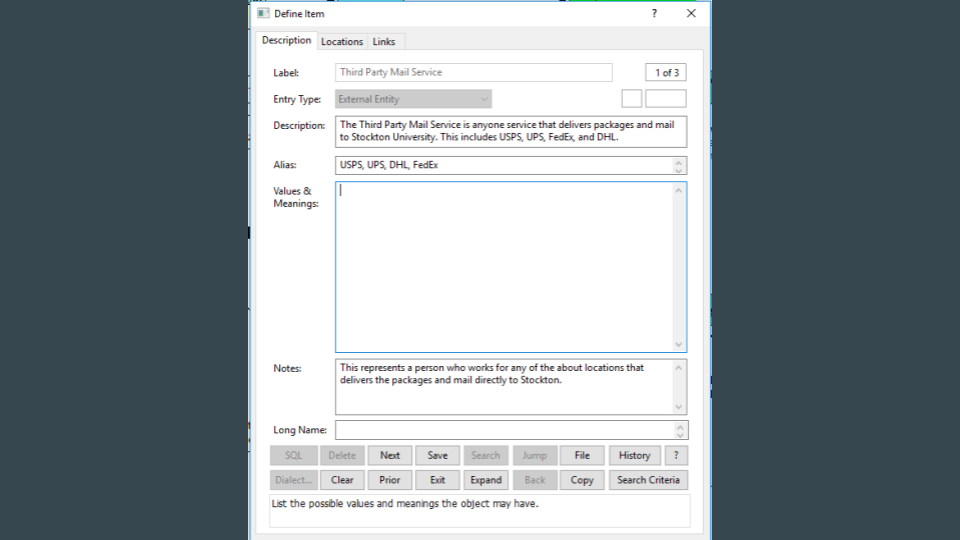 Define Item
?
Description
Locations
Links
Label:
Third Party Mail Service
1 of 3
Entry Type:
External Entity
Description:
The Third Party Mail Service is anyone service that delivers packages and mail
to Stockton University. This includes USPS, UPS, FedEx, and DHL.
Alias:
USPS, UPS, DHL, FedEx
Values &
Meanings:
Notes:
This represents a person who works for any of the about locations that
delivers the packages and mail directly to Stockton.
Long Name:
SQL Delete Next Save Search Jump File History ?
Dialect... Clear Prior Exit Expand Back Copy Search Criteria
List the possible values and meanings the object may have.